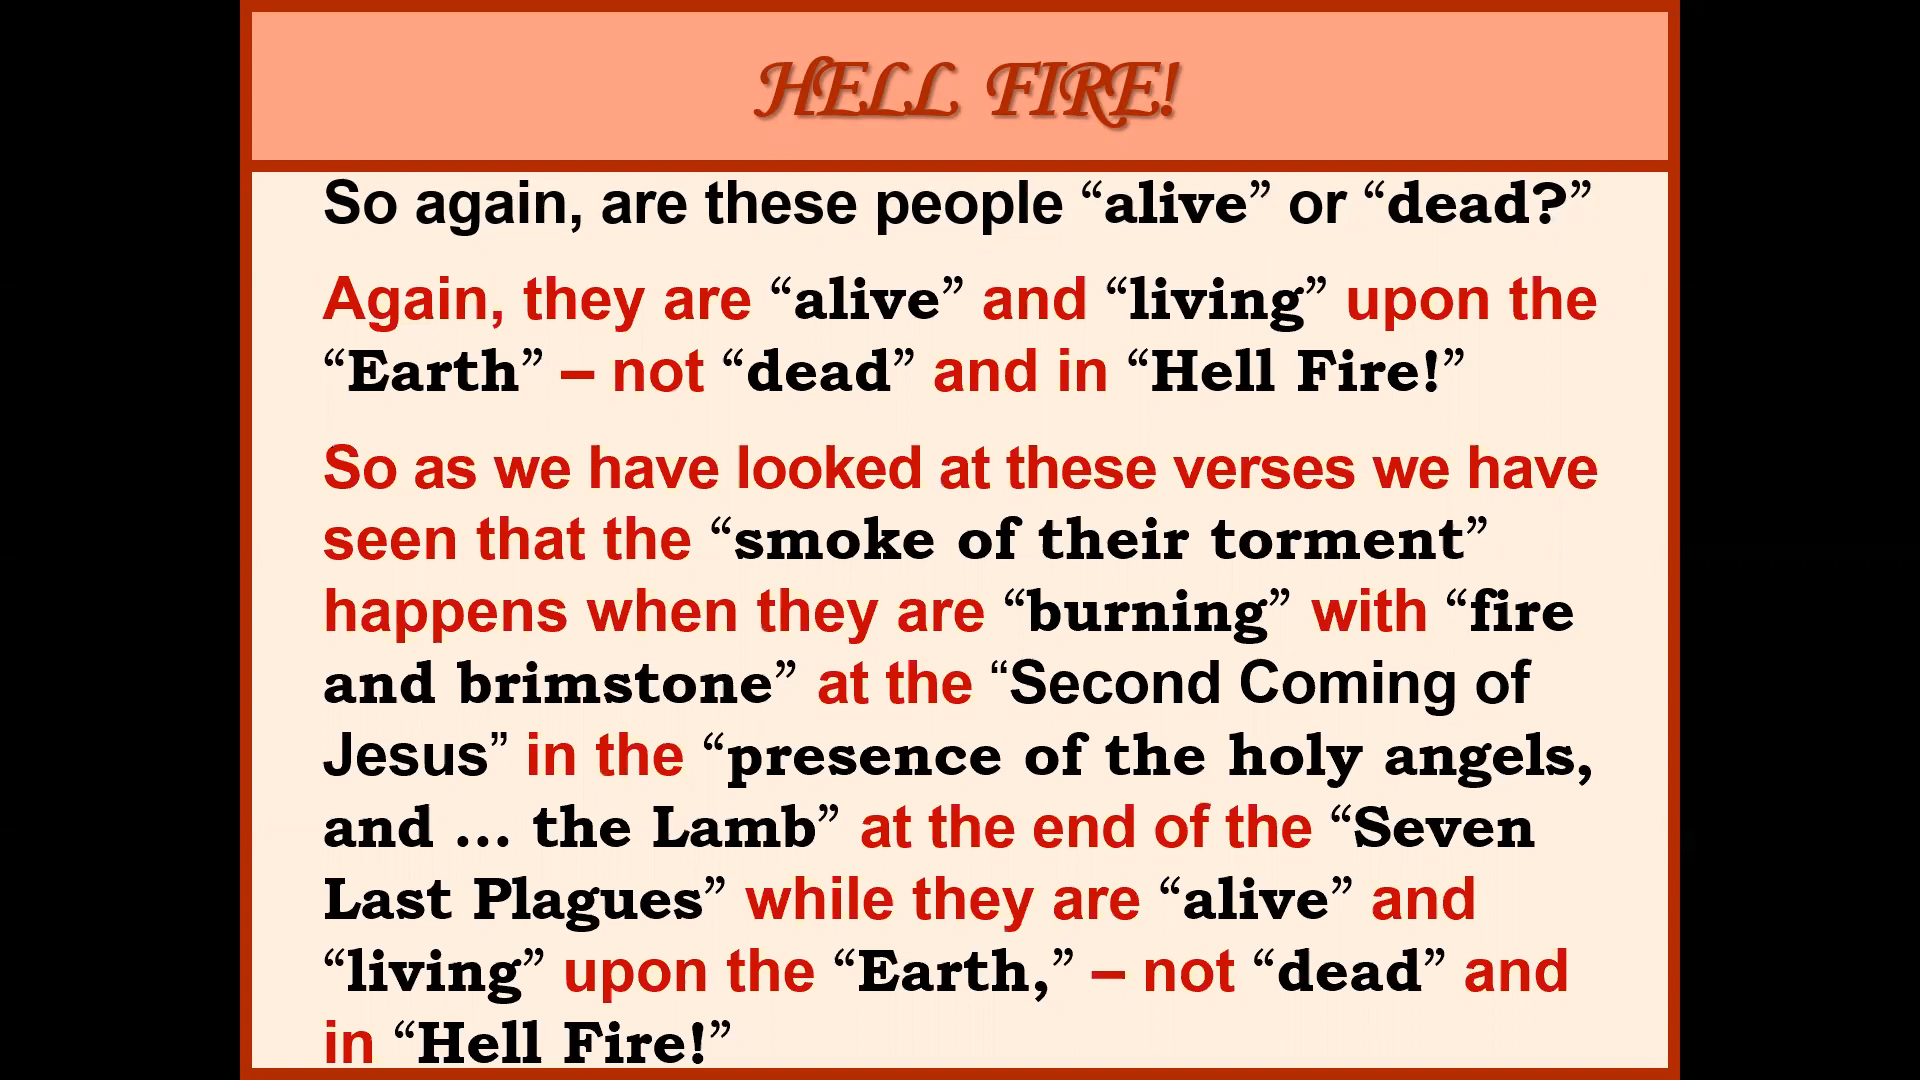 HELL FIRE!
So again, are these people “alive” or “dead?”
Again, they are “alive” and “living” upon the
“Earth” – not “dead” and in “Hell Fire!”
So as we have looked at these verses we have
seen that the “smoke of their torment”
happens when they are “burning” with “fire
and brimstone” at the “Second Coming of
Jesus” in the “presence of the holy angels,
and ... the Lamb” at the end of the “Seven
Last Plagues” while they are “alive” and
“living” upon the “Earth,” – not “dead” and
in “Hell Fire!”